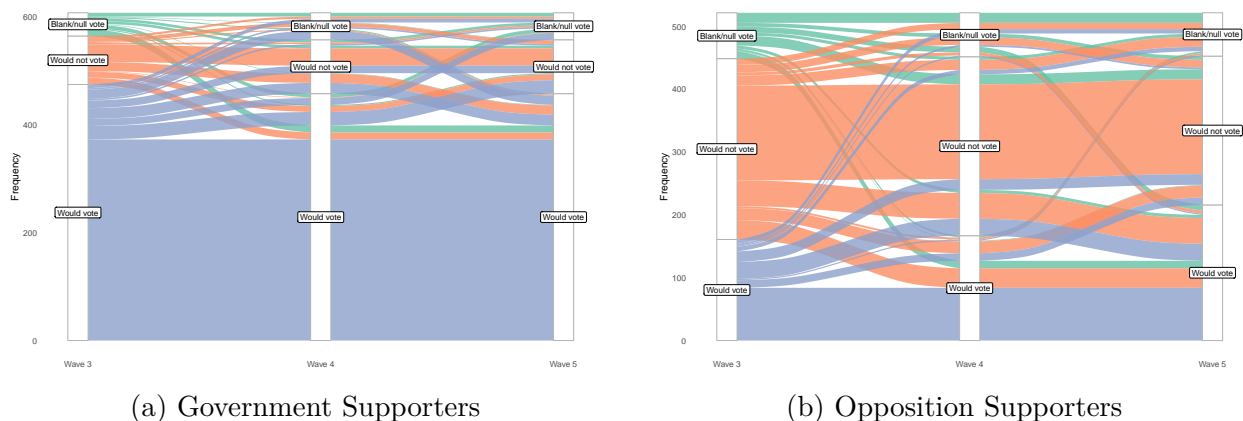 600
400
200
0
Frequency
Blank/null vote
Would not vote
Would vote
Blank/null vote
Would not vote
Would vote
Blank/null vote
Would not vote
Would vote
Wave 3
Wave 4
Wave 5
(a) Government Supporters
500
400
300
200
100
0
Frequency
Blank/null vote
Would not vote
Would vote
Blank/null vote
Would not vote
Would vote
Blank/null vote
Would not vote
Would vote
Wave 3
Wave 4
Wave 5
(b) Opposition Supporters